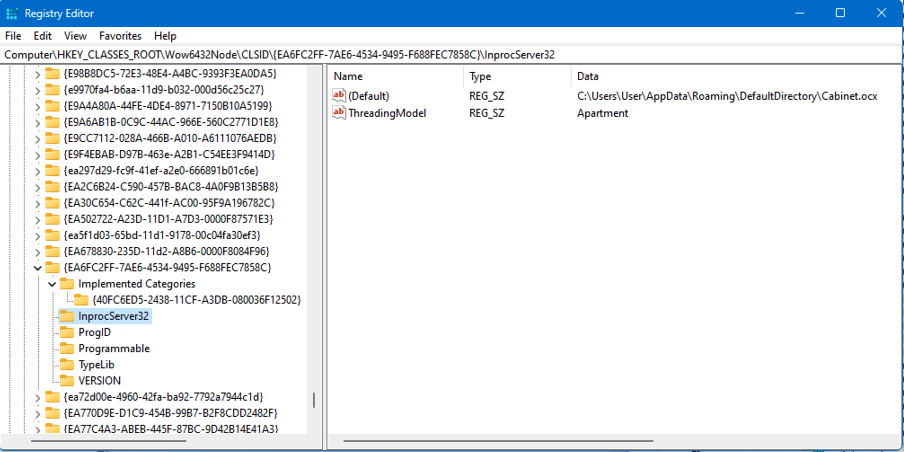 Registry Editor
File Edit View Favorites Help
Computer\HKEY_CLASSES_ROOT\Wow6432Node\CLSID\{EA6FC2FF-7AE6-4534-9495-F688FEC7858C}\InprocServer32
{E98B8DC5-72E3-48E4-A4BC-9393F3EA0DA5}
{e9970fa4-b6aa-11d9-b032-000d56c25c27}
{E9A4A80A-44FE-4DE4-8971-7150B10A5199}
{E9A6AB1B-0C9C-44AC-966E-560C2771D1E8}
{E9CC7112-028A-466B-A010-A6111076AEDB}
{E9F4EBAB-D97B-463e-A2B1-C54EE3F9414D}
{ea297d29-fc9f-41ef-a2e0-666891b01c6e}
{EA2C6B24-C590-457B-BAC8-4A0F9B13B5B8}
{EA30C654-C62C-441f-AC00-95F9A196782C}
{EA502722-A23D-11D1-A7D3-0000F87571E3}
{ea5f1d03-65bd-11d1-9178-00c04fa30ef3}
{EA678830-235D-11d2-A8B6-0000F8084F96}
{EA6FC2FF-7AE6-4534-9495-F688FEC7858C}
Implemented Categories
{40FC6ED5-2438-11CF-A3DB-080036F12502}
InprocServer32
ProgID
Programmable
TypeLib
VERSION
{ea72d00e-4960-42fa-ba92-7792a7944c1d}
{EA770D9E-D1C9-454B-99B7-B2F8CDD2482F}
{EA77C4A3-ABEB-445F-87BC-9D42B14E41A3}
Name Type Data
(Default) REG_SZ C:\Users\User\AppData\Roaming\DefaultDirectory\Cabinet.ocx
ThreadingModel REG_SZ Apartment